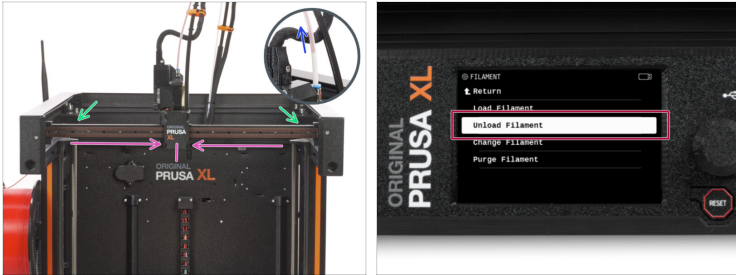 PRUSA
XL
ORIGINAL
PRUSA XL
ORIGINAL
PRUSA XL
FILAMENT
Return
Load Filament
Unload Filament
Change Filament
Purge Filament
RESET